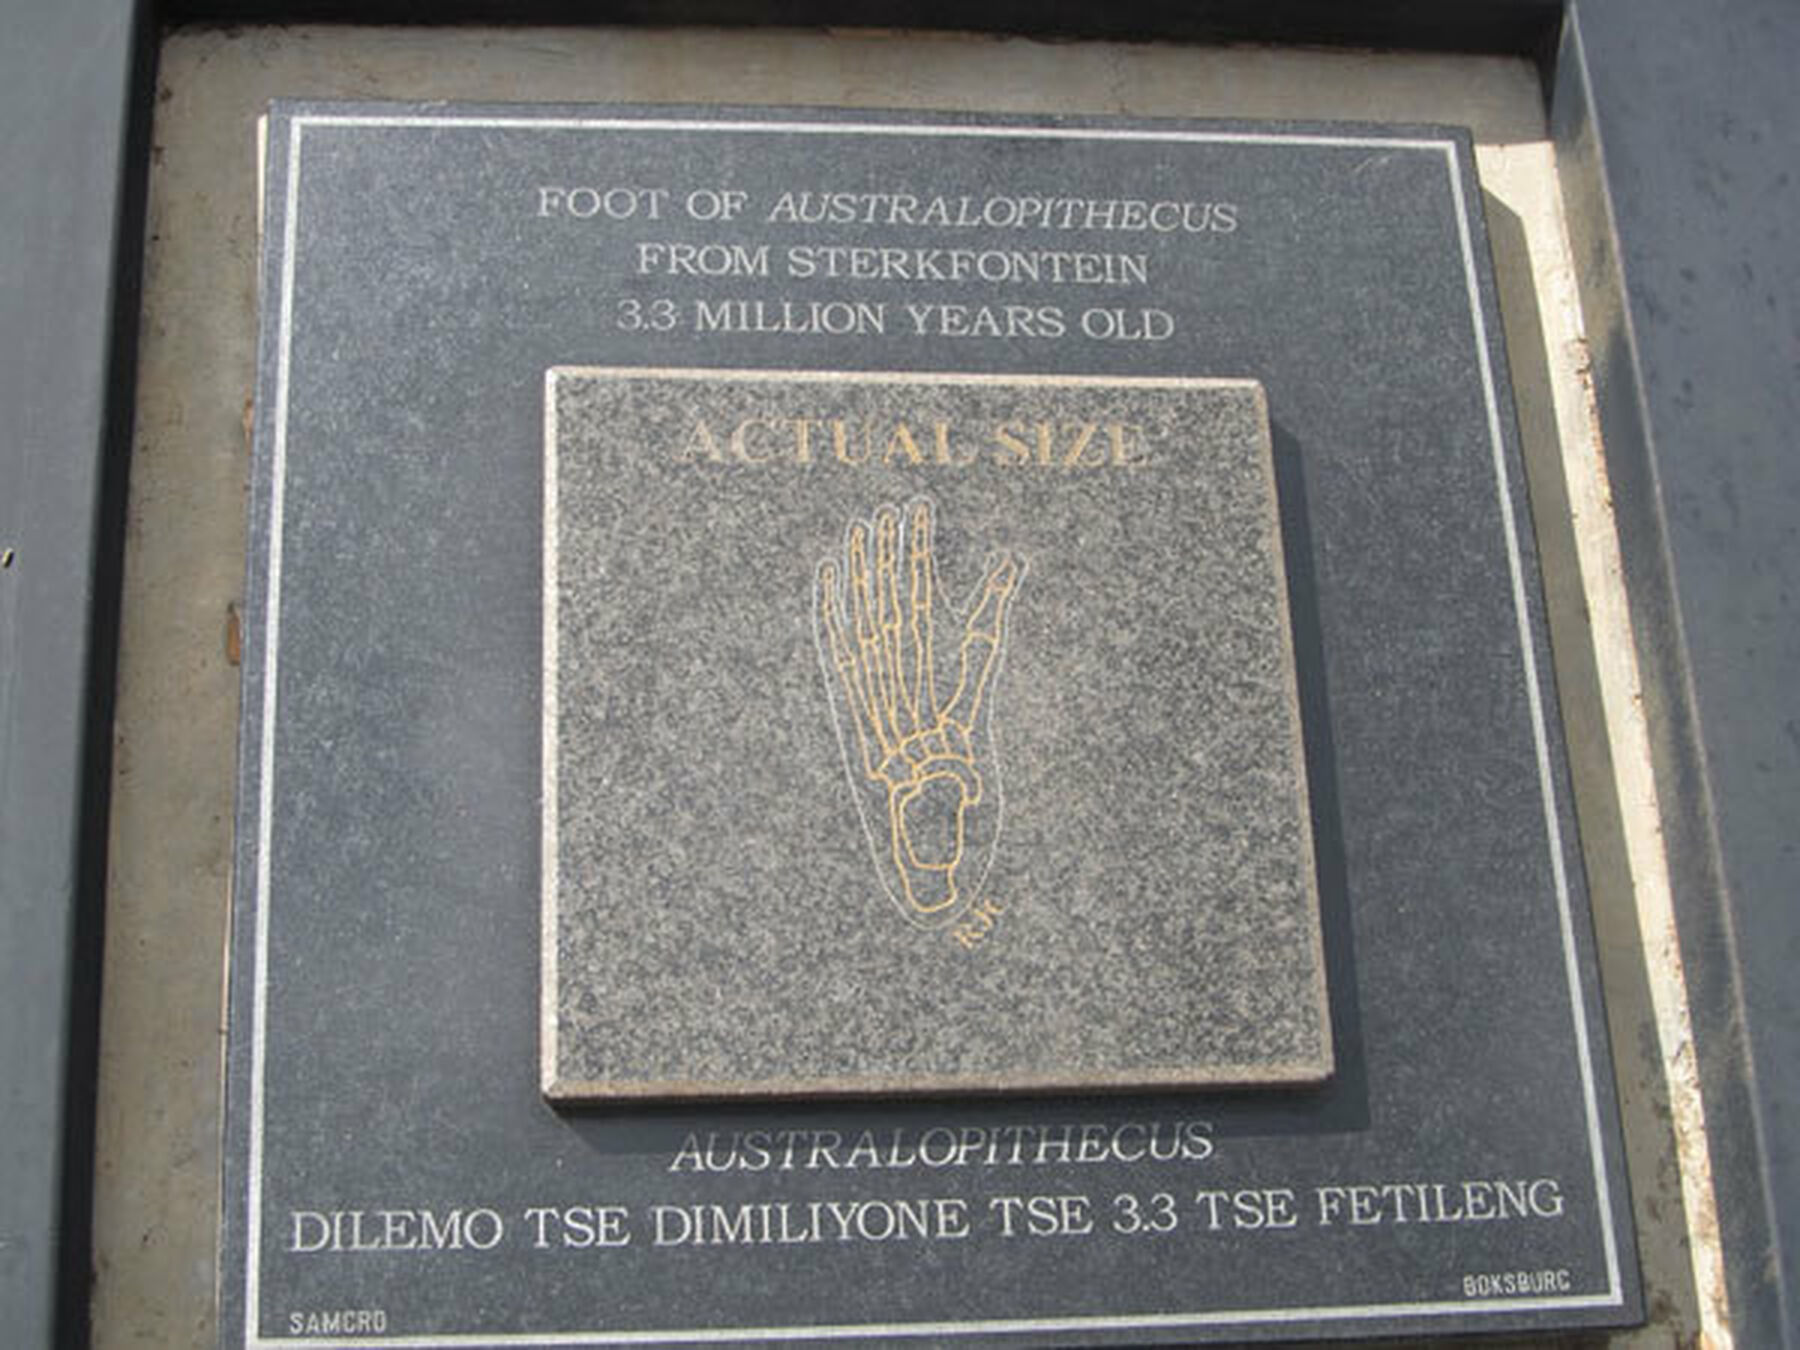 FOOT OF AUSTRALOPITHECUS
FROM STERKFONTEIN
3.3 MILLION YEARS OLD
ACTUAL SIZE
AUSTRALOPITHECUS
DILEMO TSE DIMILIYONE TSE 3.3 TSE FETILENG
SAMCRO
BOKSBURG